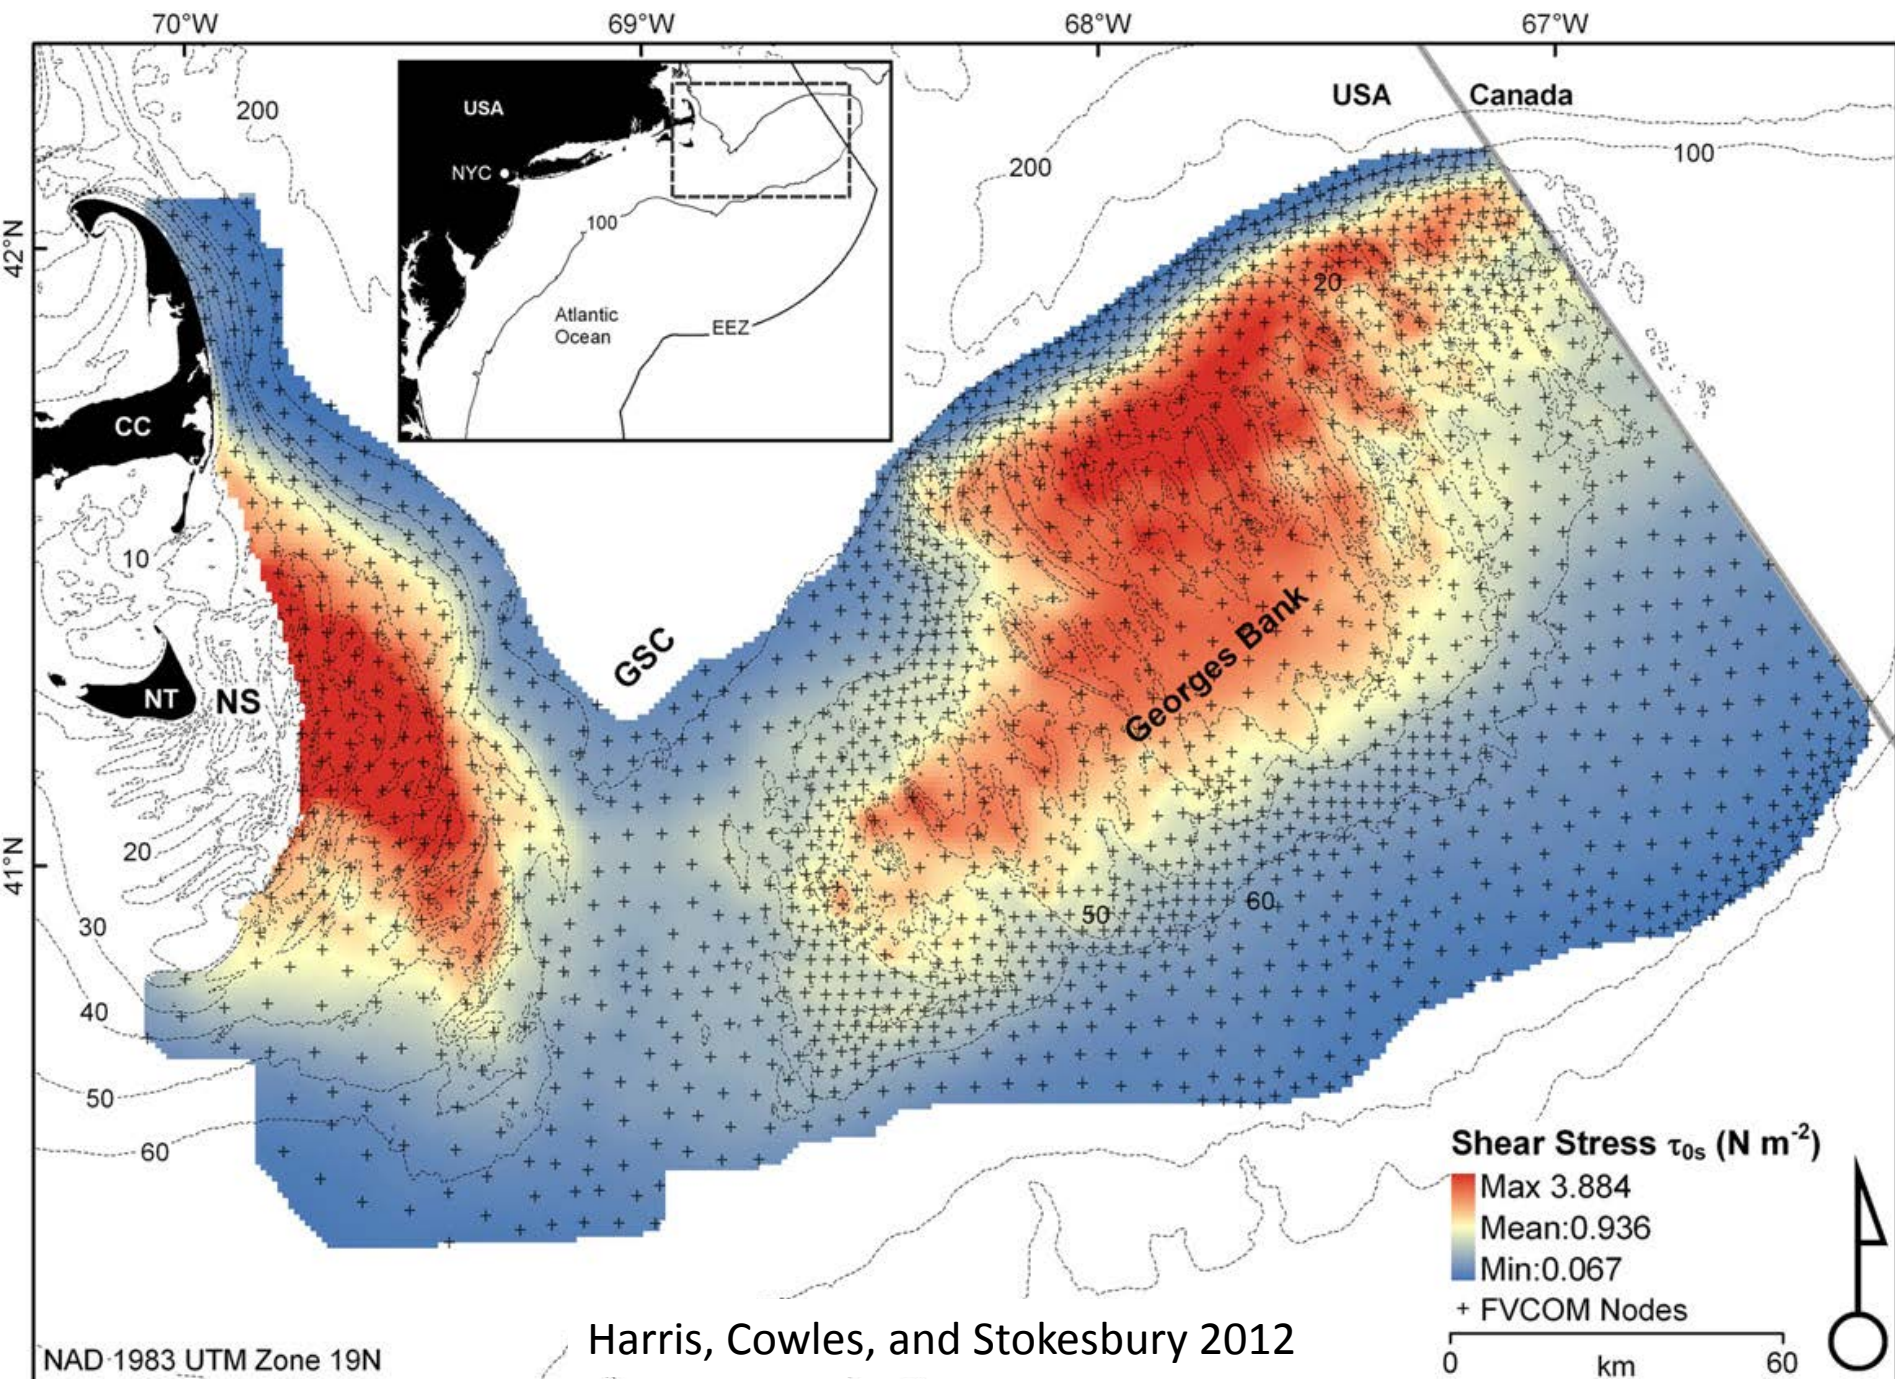 70°W 69°W 68°W 67°W
USA Canada
200
200
100
42°N
USA
NYC
100
Atlantic
Ocean
EEZ
20
CC
10
GSC
Georges Bank
NT NS
41°N
20
30
50
60
40
50
60
Shear Stress τ0s (N m-2)
Max 3.884
Mean:0.936
Min:0.067
+ FVCOM Nodes
0 km 60
NAD 1983 UTM Zone 19N
Harris, Cowles, and Stokesbury 2012